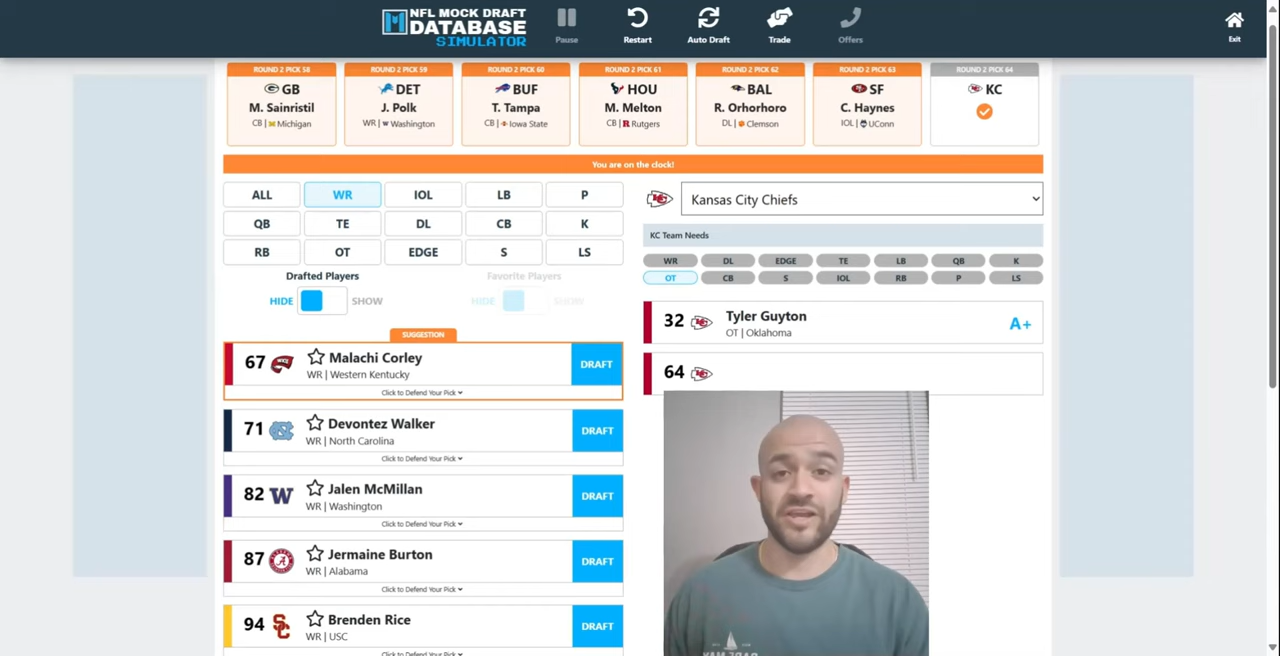 NFL MOCK DRAFT
DATABASE
SIMULATOR
Pause
Restart
Auto Draft
Trade
Offers
Exit
ROUND 2 PICK 58
GB
M. Sainristil
CB | Michigan
ROUND 2 PICK 59
DET
J. Polk
WR | Washington
ROUND 2 PICK 60
BUF
T. Tampa
CB | Iowa State
ROUND 2 PICK 61
HOU
M. Melton
CB | Rutgers
ROUND 2 PICK 62
BAL
R. Orhorhoro
DL | Clemson
ROUND 2 PICK 63
SF
C. Haynes
IOL | UConn
ROUND 2 PICK 64
KC
You are on the clock!
ALL WR IOL LB P
QB TE DL CB K
RB OT EDGE S LS
Drafted Players
HIDE SHOW
Favorite Players
HIDE SHOW
SUGGESTION
67 Malachi Corley DRAFT
WR | Western Kentucky
Click to Defend Your Pick
71 Devontez Walker DRAFT
WR | North Carolina
Click to Defend Your Pick
82 W Jalen McMillan DRAFT
WR | Washington
Click to Defend Your Pick
87 Jermaine Burton DRAFT
WR | Alabama
Click to Defend Your Pick
94 SC Brenden Rice DRAFT
WR | USC
Click to Defend Your Pick
Kansas City Chiefs
KC Team Needs
WR DL EDGE TE LB QB K
OT CB S IOL RB P LS
32 Tyler Guyton A+
OT | Oklahoma
64